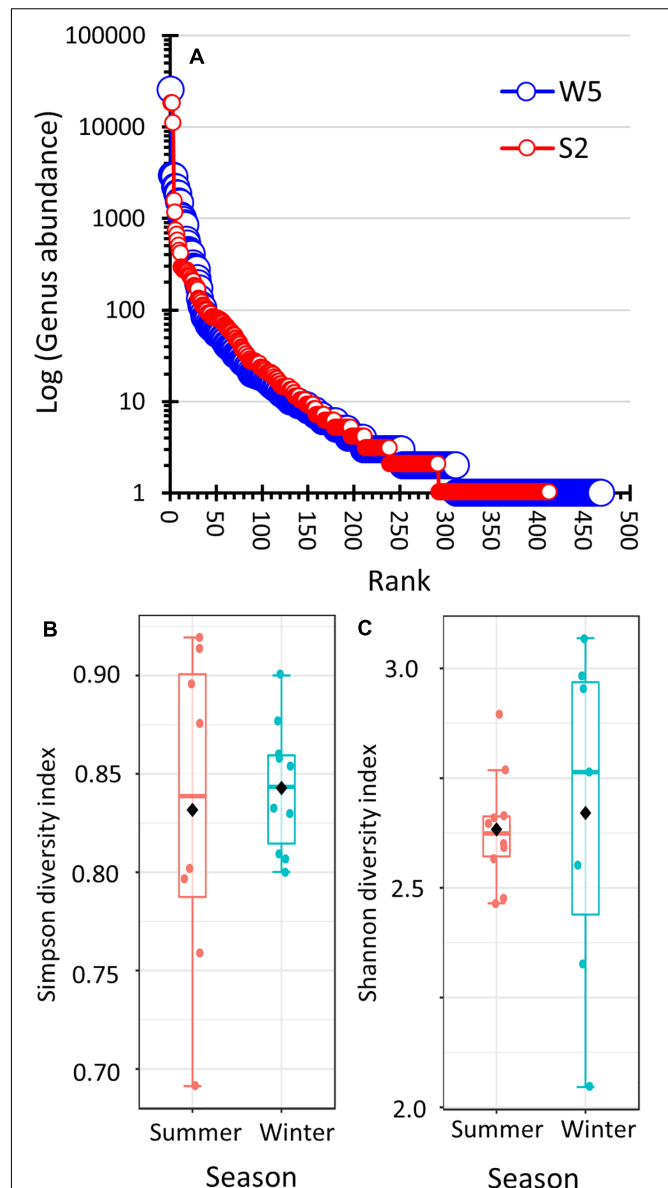 A
Log (Genus abundance)
100000
10000
1000
100
10
1
W5
S2
0 50 100 150 200 250 300 350 400 450 500
Rank
B
Simpson diversity index
0.90
0.85
0.80
0.75
0.70
Summer Winter
Season
C
Shannon diversity index
3.0
2.5
2.0
Summer Winter
Season